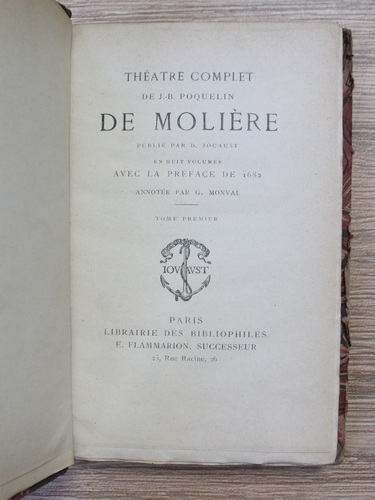 THÉATRE COMPLET
DE J.-B. POQUELIN
DE MOLIÈRE
PUBLIÉ PAR D. JOUAUST
EN HUIT VOLUMES
AVEC LA PRÉFACE DE 1682
ANNOTÉE PAR G. MONVAL
TOME PREMIER
IOVAVST
PARIS
LIBRAIRIE DES BIBLIOPHILES
E. FLAMMARION, SUCCESSEUR
26, Rue Racine, 26